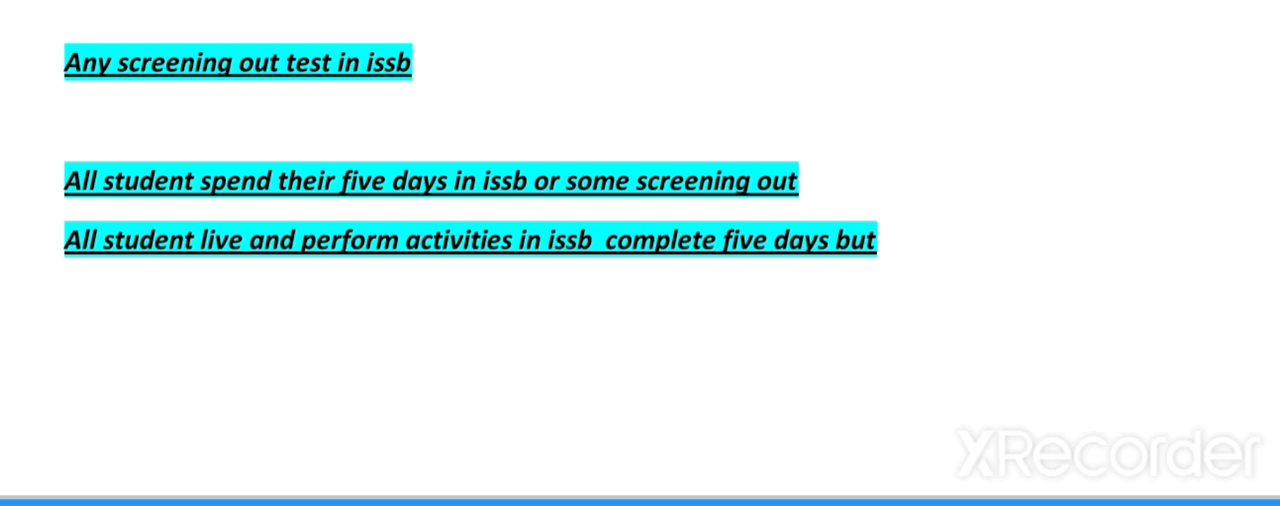 Any screening out test in issb
All student spend their five days in issb or some screening out
All student live and perform activities in issb  complete five days but
XRecorder